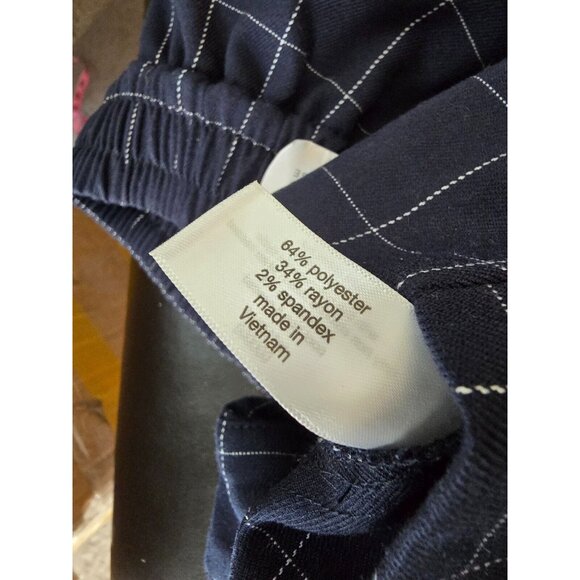 64% polyester
34% rayon
2% spandex
made in
Vietnam